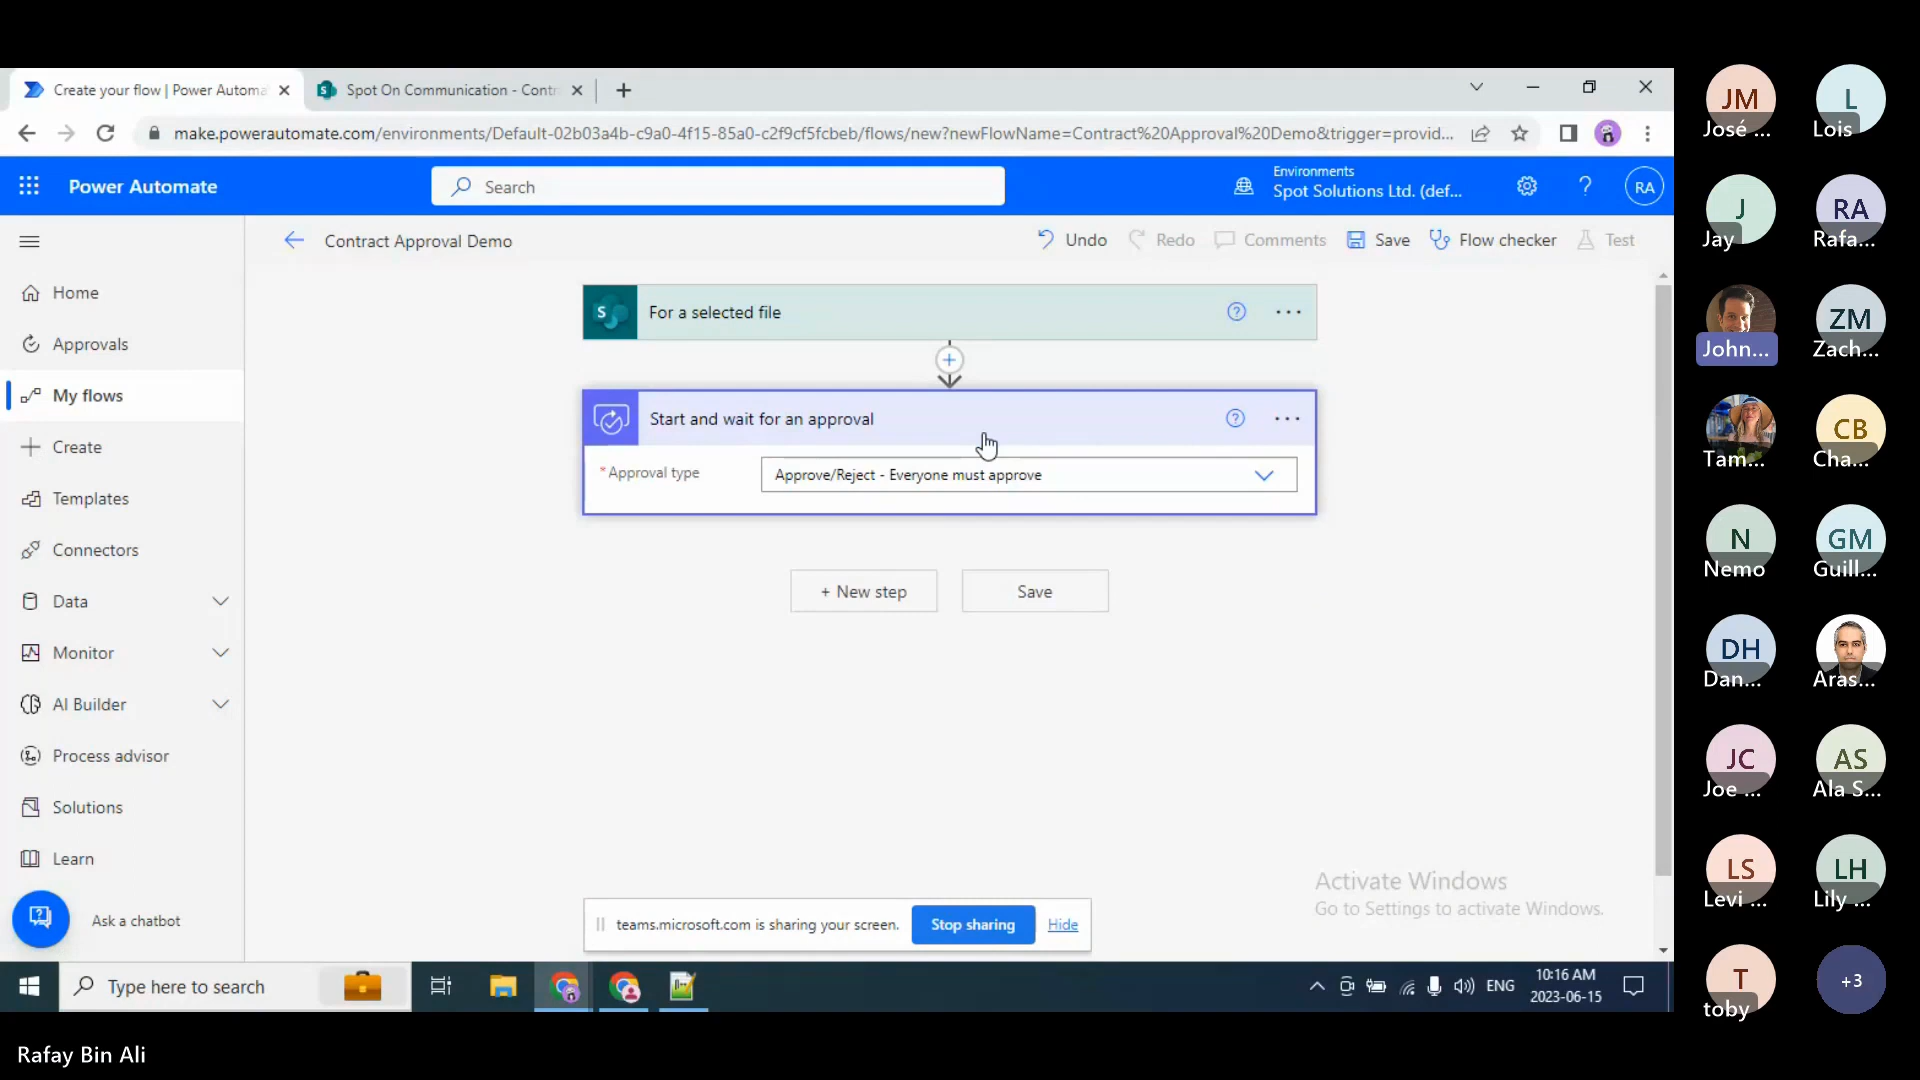 Create your flow | Power Automa
Spot On Communication - Contr
make.powerautomate.com/environments/Default-02b03a4b-c9a0-4f15-85a0-c2f9cf5fcbeb/flows/new?newFlowName=Contract%20Approval%20Demo&trigger=provid...
Power Automate
Search
Environments
Spot Solutions Ltd. (def...
RA
Contract Approval Demo
Undo
Redo
Comments
Save
Flow checker
Test
Home
Approvals
My flows
Create
Templates
Connectors
Data
Monitor
AI Builder
Process advisor
Solutions
Learn
Ask a chatbot
S
For a selected file
Start and wait for an approval
*Approval type
Approve/Reject - Everyone must approve
+ New step
Save
Activate Windows
Go to Settings to activate Windows.
teams.microsoft.com is sharing your screen.
Stop sharing
Hide
Type here to search
ENG
10:16 AM
2023-06-15
Rafay Bin Ali
JM
José ...
L
Lois
J
Jay
RA
Rafa...
John...
ZM
Zach...
Tam...
CB
Cha...
N
Nemo
GM
Guill...
DH
Dan...
Aras...
JC
Joe ...
AS
Ala S...
LS
Levi ...
LH
Lily ...
T
toby
+3